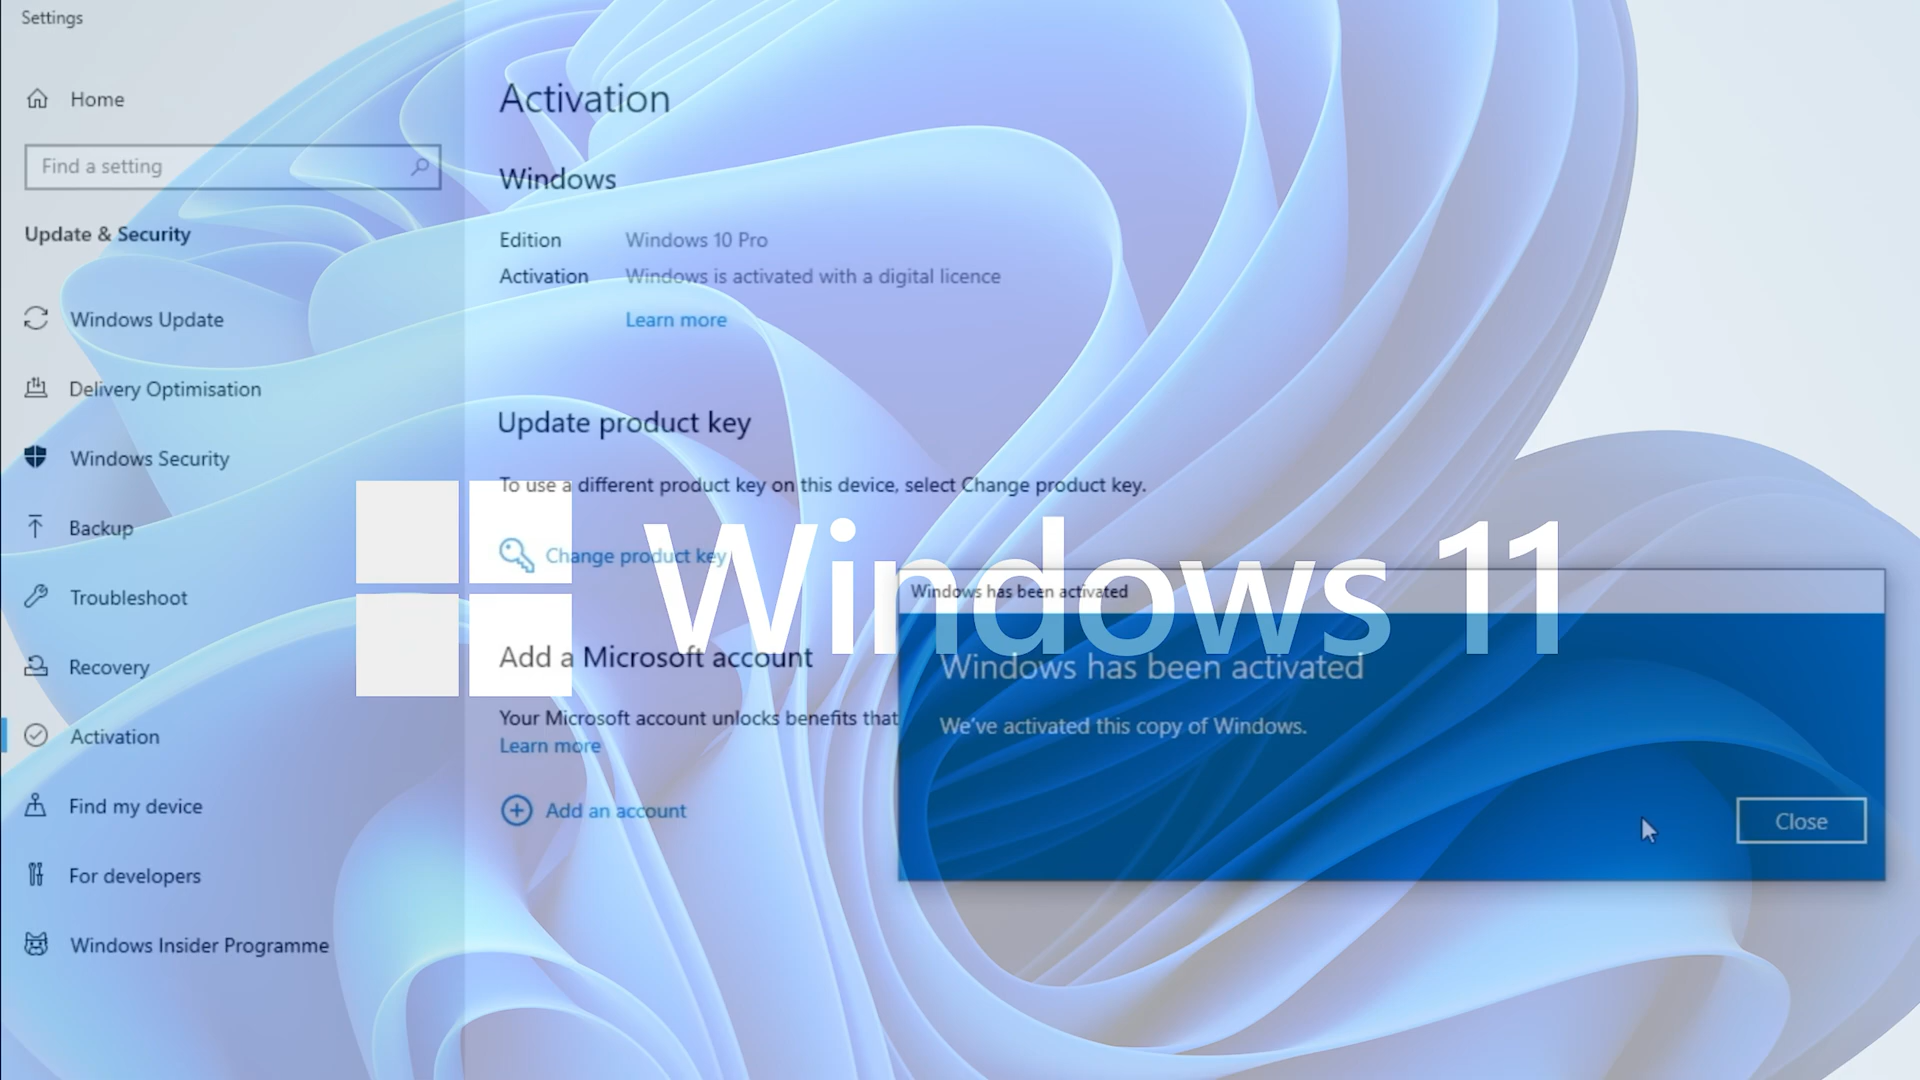 Settings
Home
Find a setting
Update & Security
Windows Update
Delivery Optimisation
Windows Security
Backup
Troubleshoot
Recovery
Activation
Find my device
For developers
Windows Insider Programme
Activation
Windows
Edition Windows 10 Pro
Activation Windows is activated with a digital licence
Learn more
Update product key
To use a different product key on this device, select Change product key.
Change product key
Add a Microsoft account
Your Microsoft account unlocks benefits that
Learn more
Add an account
Windows 11
Windows has been activated
Windows has been activated
We've activated this copy of Windows.
Close